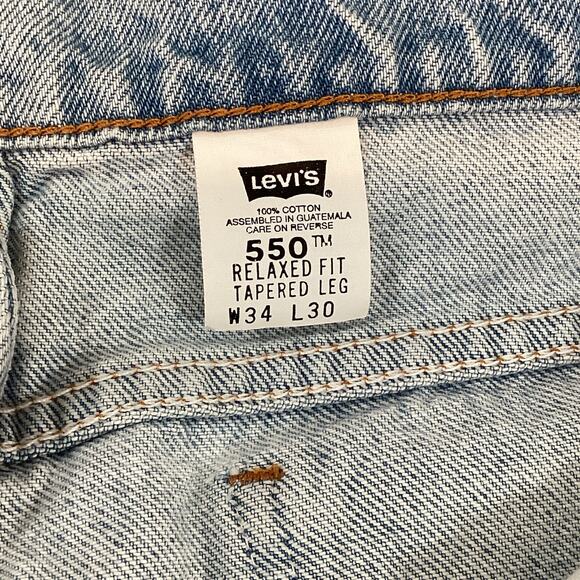 LEVI'S
100% COTTON
ASSEMBLED IN GUATEMALA
CARE ON REVERSE
550™
RELAXED FIT
TAPERED LEG
W34 L30